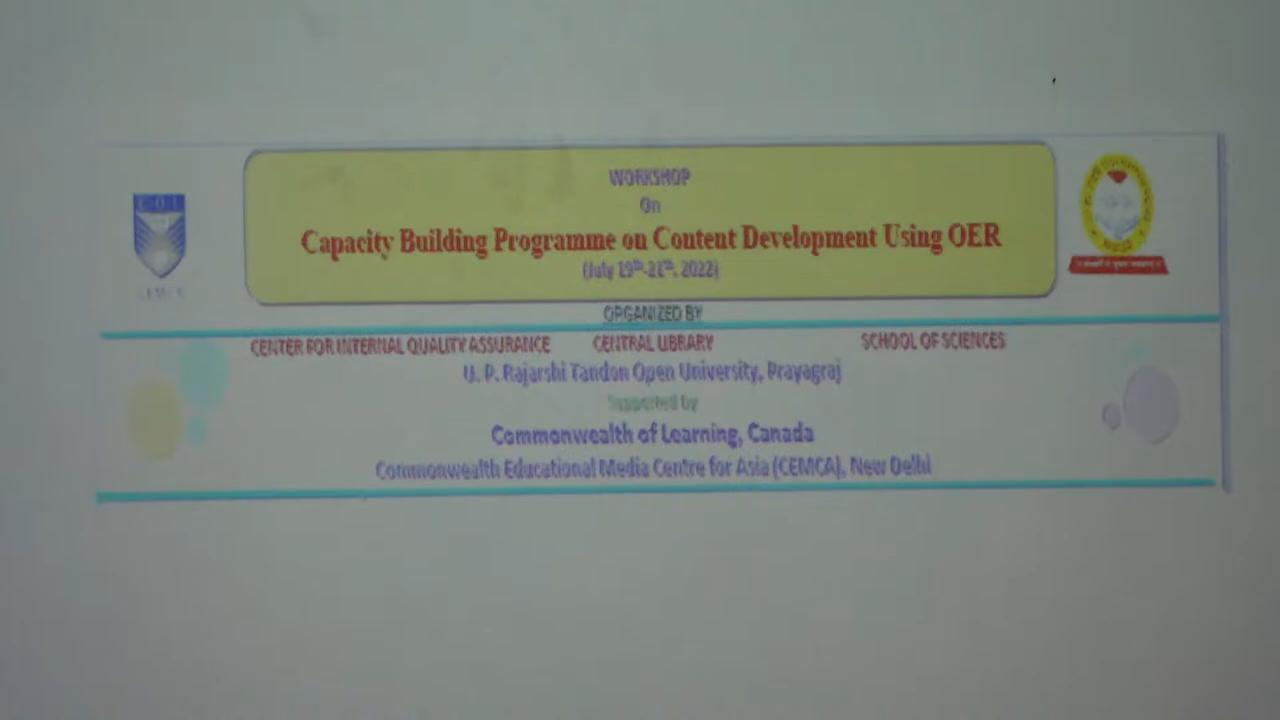 WORKSHOP
On
Capacity Building Programme on Content Development Using OER
(July 19th-21th, 2022)
ORGANIZED BY
CENTER FOR INTERNAL QUALITY ASSURANCE CENTRAL LIBRARY SCHOOL OF SCIENCES
U. P. Rajarshi Tandon Open University, Prayagraj
Supported by
Commonwealth of Learning, Canada
Commonwealth Educational Media Centre for Asia (CEMCA), New Delhi
COL